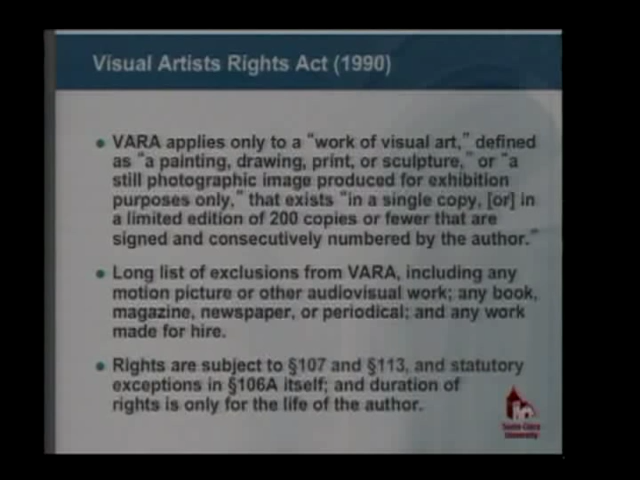 Visual Artists Rights Act (1990)
• VARA applies only to a “work of visual art,” defined
as “a painting, drawing, print, or sculpture,” or “a
still photographic image produced for exhibition
purposes only,” that exists “in a single copy, [or] in
a limited edition of 200 copies or fewer that are
signed and consecutively numbered by the author.”
• Long list of exclusions from VARA, including any
motion picture or other audiovisual work; any book,
magazine, newspaper, or periodical; and any work
made for hire.
• Rights are subject to §107 and §113, and statutory
exceptions in §106A itself; and duration of
rights is only for the life of the author.
Santa Clara
University